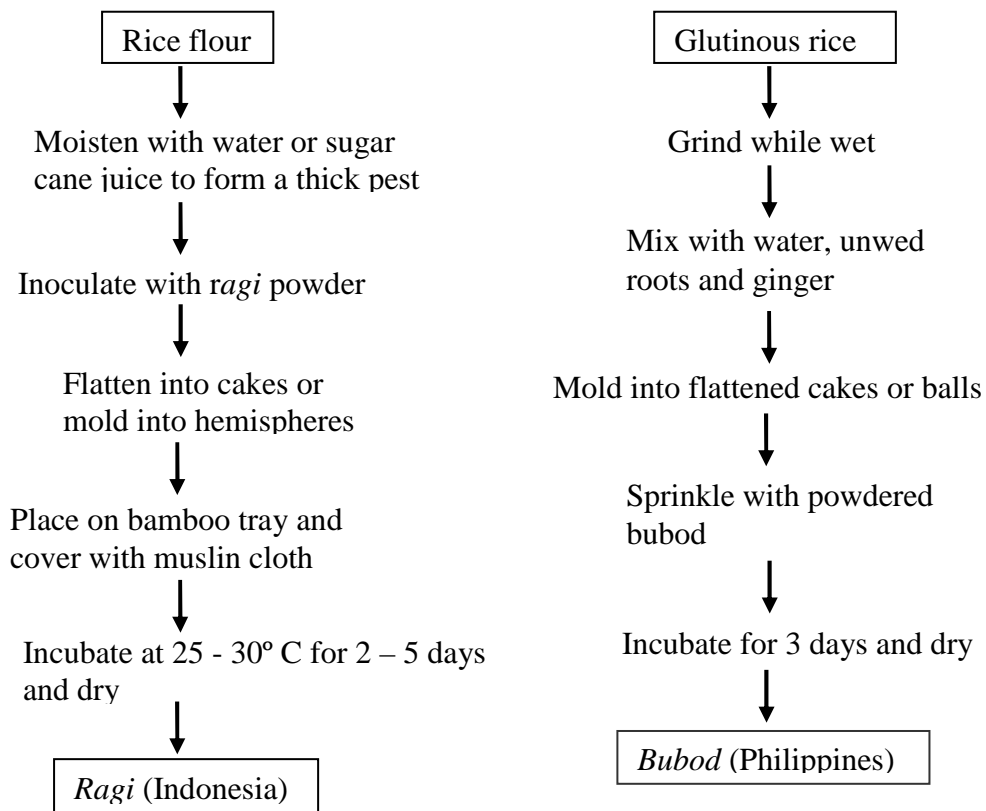 Rice flour
Moisten with water or sugar
cane juice to form a thick pest
Inoculate with ragi powder
Flatten into cakes or
mold into hemispheres
Place on bamboo tray and
cover with muslin cloth
Incubate at 25 - 30º C for 2 – 5 days
and dry
Ragi (Indonesia)
Glutinous rice
Grind while wet
Mix with water, unwed
roots and ginger
Mold into flattened cakes or balls
Sprinkle with powdered
bubod
Incubate for 3 days and dry
Bubod (Philippines)